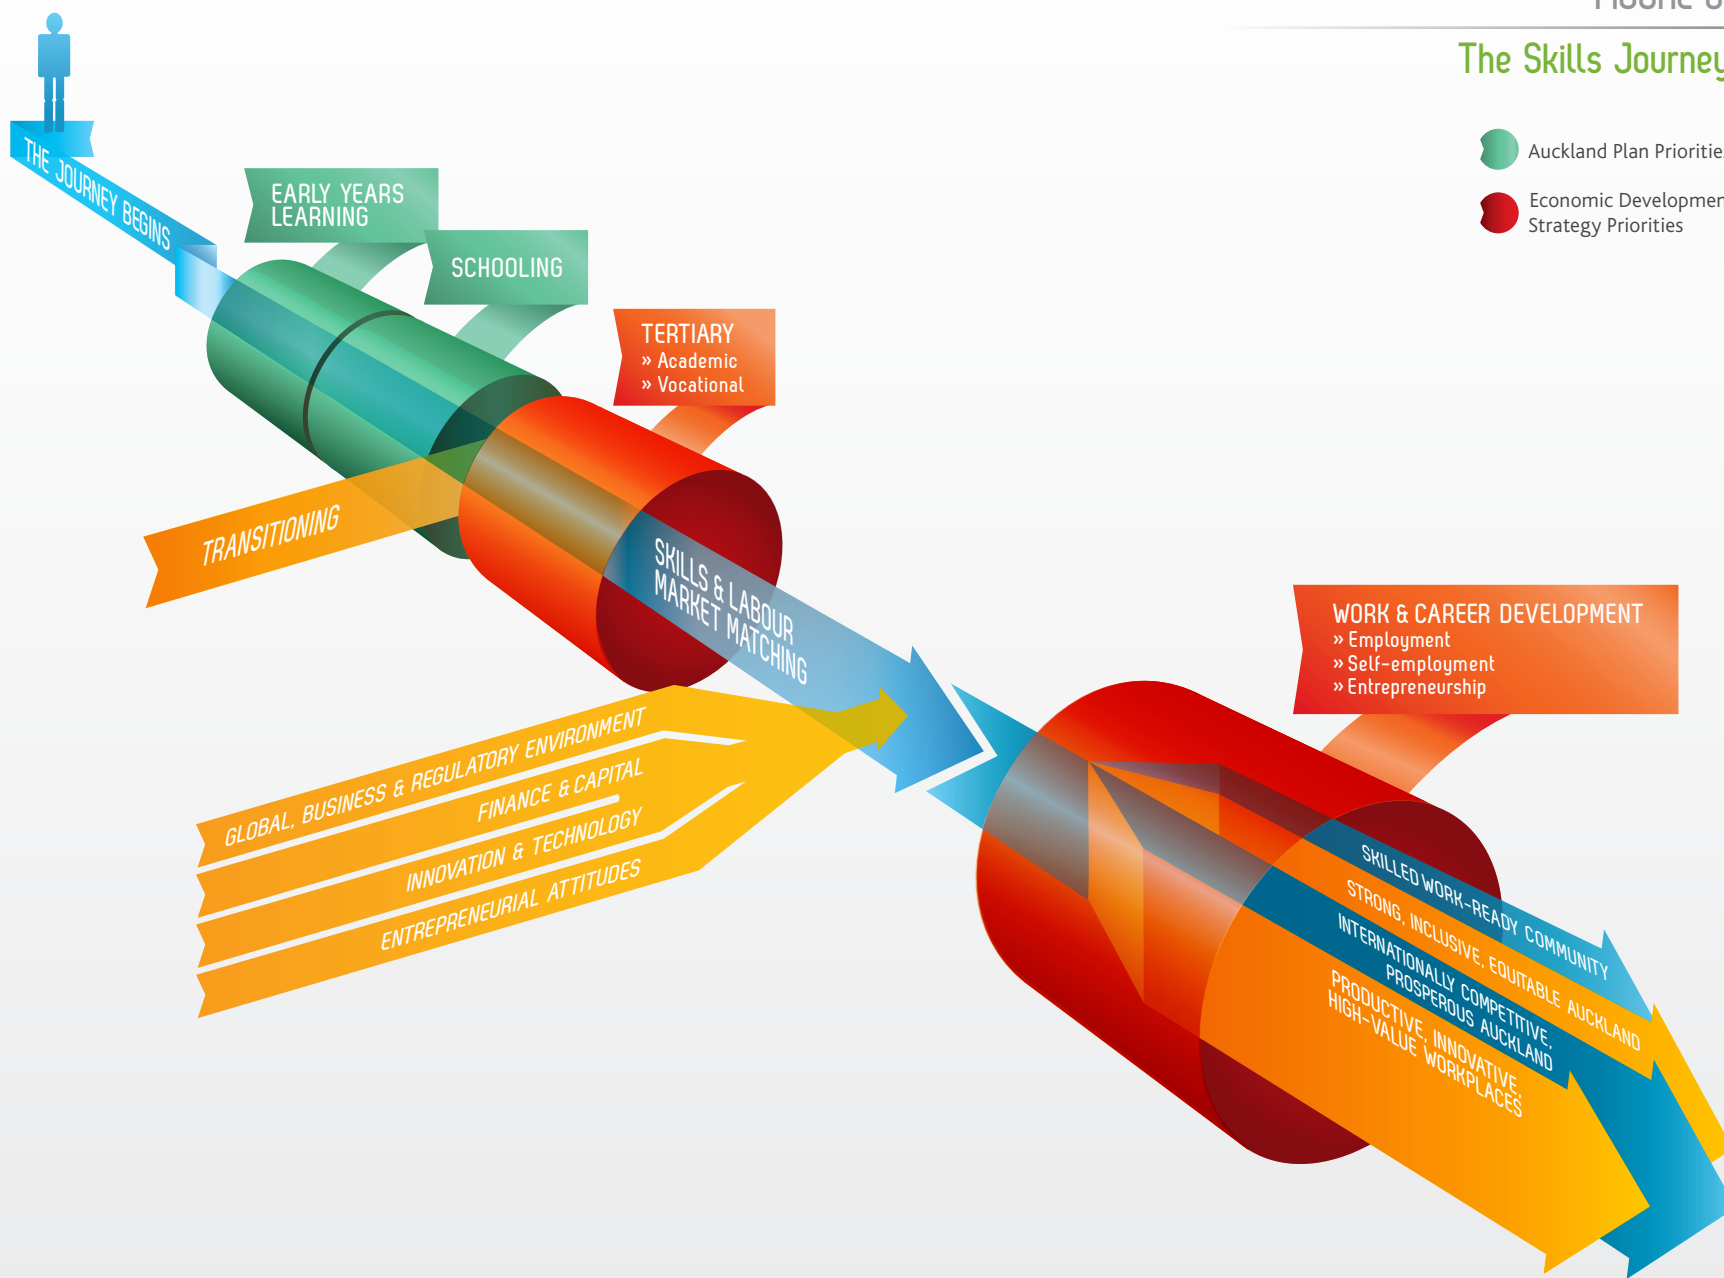 The Skills Journey
Auckland Plan Priorities
Economic Development
Strategy Priorities
THE JOURNEY BEGINS
EARLY YEARS
LEARNING
SCHOOLING
TERTIARY
» Academic
» Vocational
TRANSITIONING
SKILLS & LABOUR
MARKET MATCHING
WORK & CAREER DEVELOPMENT
» Employment
» Self-employment
» Entrepreneurship
GLOBAL, BUSINESS & REGULATORY ENVIRONMENT
FINANCE & CAPITAL
INNOVATION & TECHNOLOGY
ENTREPRENEURIAL ATTITUDES
SKILLED WORK-READY COMMUNITY
STRONG, INCLUSIVE, EQUITABLE AUCKLAND
INTERNATIONALLY COMPETITIVE,
PROSPEROUS AUCKLAND
PRODUCTIVE, INNOVATIVE,
HIGH-VALUE WORKPLACES